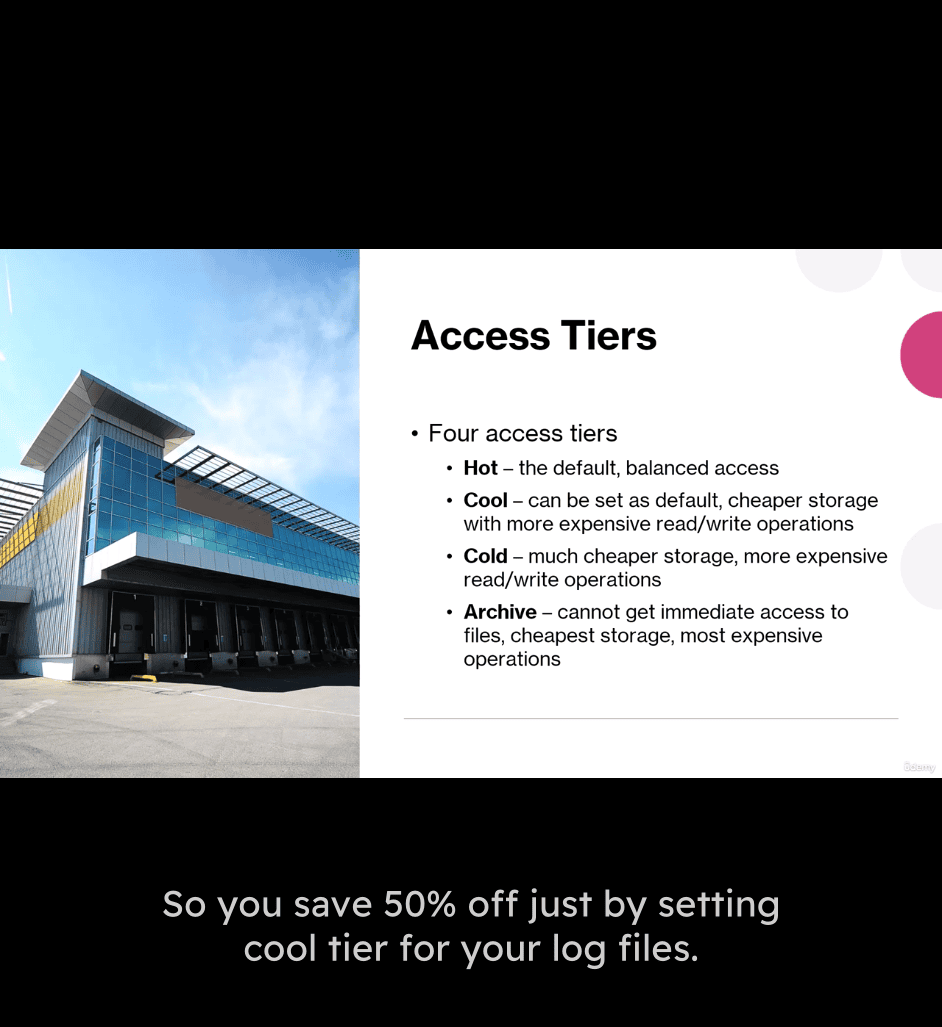 Access Tiers
• Four access tiers
• Hot – the default, balanced access
• Cool – can be set as default, cheaper storage
with more expensive read/write operations
• Cold – much cheaper storage, more expensive
read/write operations
• Archive – cannot get immediate access to
files, cheapest storage, most expensive
operations
Udemy
So you save 50% off just by setting
cool tier for your log files.